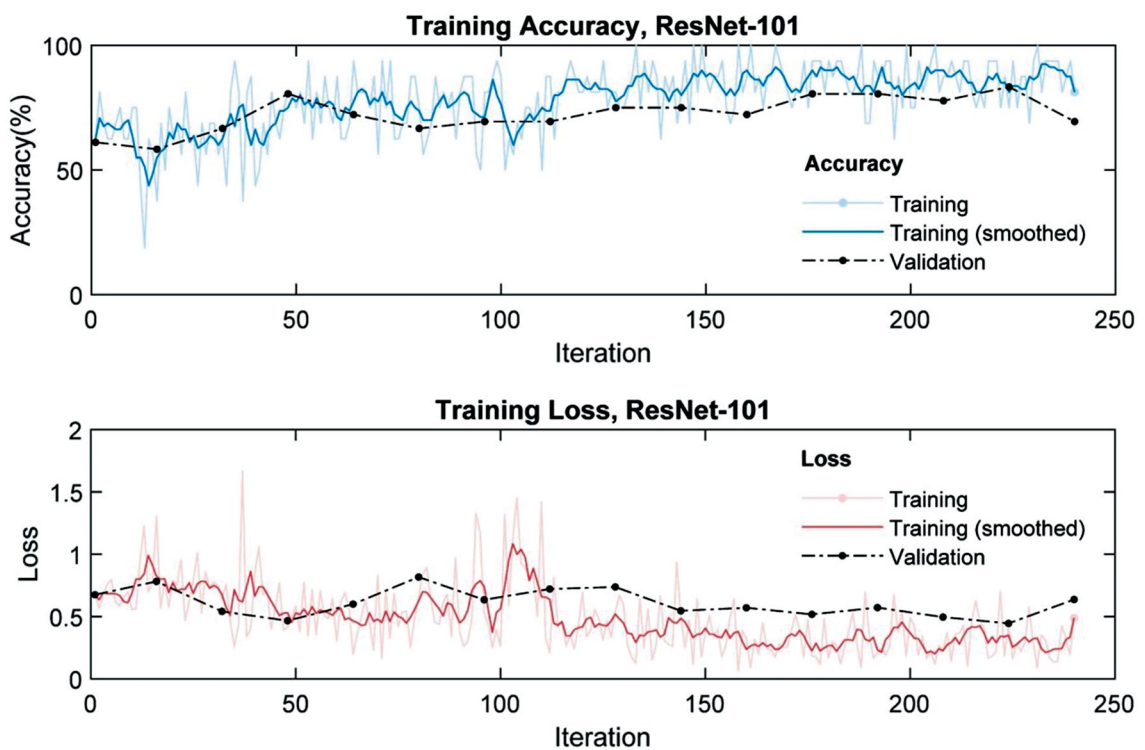 Training Accuracy, ResNet-101
100
50
0
Accuracy(%)
0 50 100 150 200 250
Iteration
Accuracy
Training
Training (smoothed)
Validation
Training Loss, ResNet-101
2
1.5
1
0.5
0
Loss
0 50 100 150 200 250
Iteration
Loss
Training
Training (smoothed)
Validation